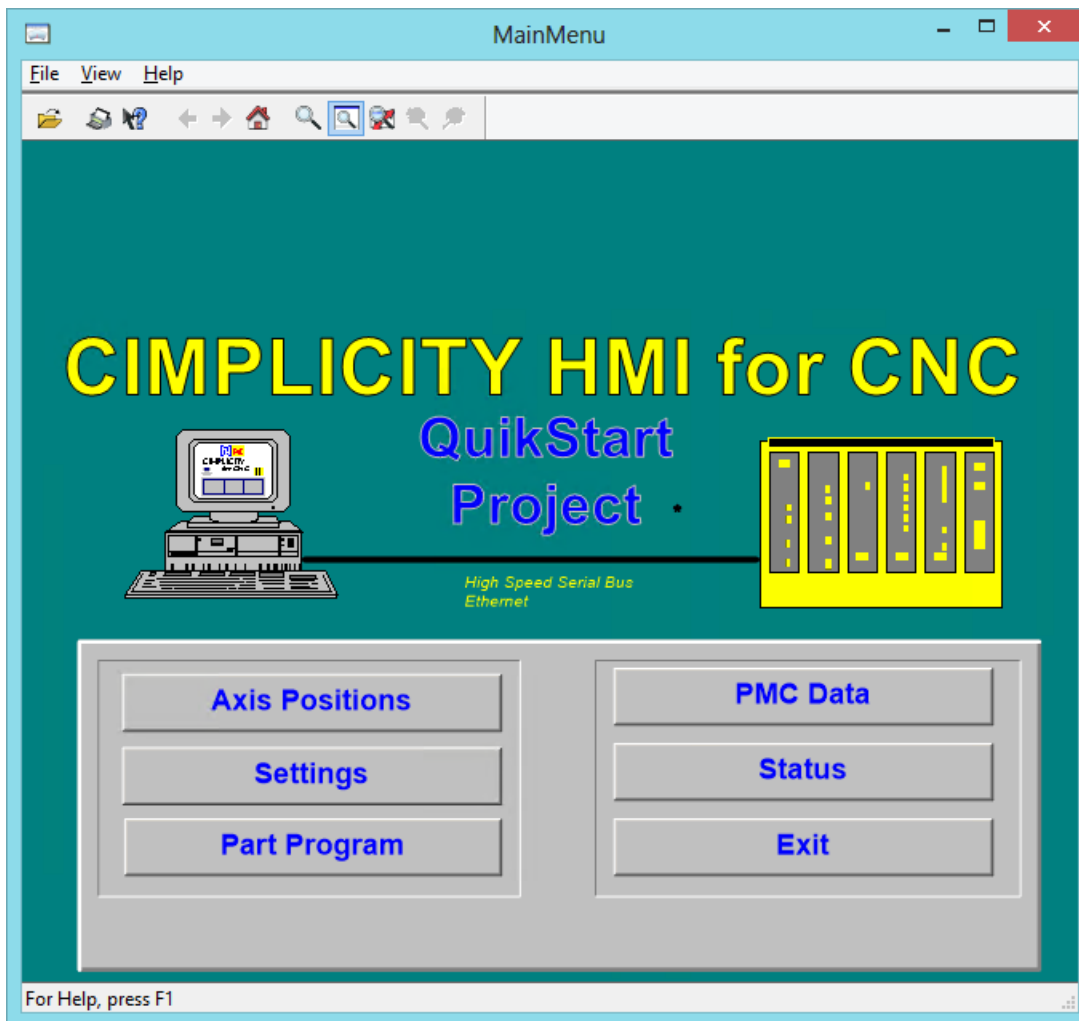 MainMenu
File View Help
CIMPLICITY HMI for CNC
QuikStart
Project *
High Speed Serial Bus
Ethernet
Axis Positions
Settings
Part Program
PMC Data
Status
Exit
For Help, press F1